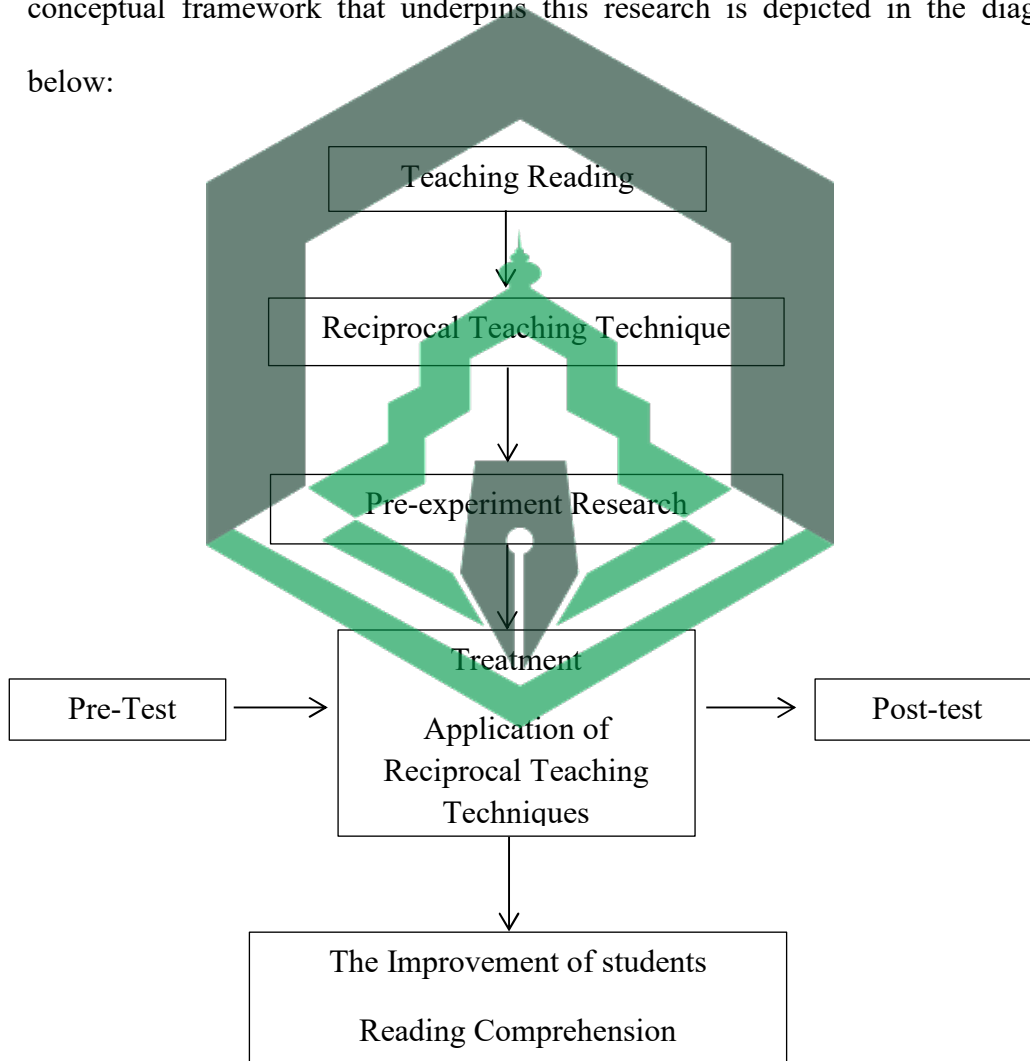 conceptual framework that underpins this research is depicted in the
below:
Teaching Reading
Reciprocal Teaching Technique
Pre-experiment Research
Treatment
Pre-Test
Post-test
Application of
Reciprocal Teaching
Techniques
The Improvement of students
Reading Comprehension